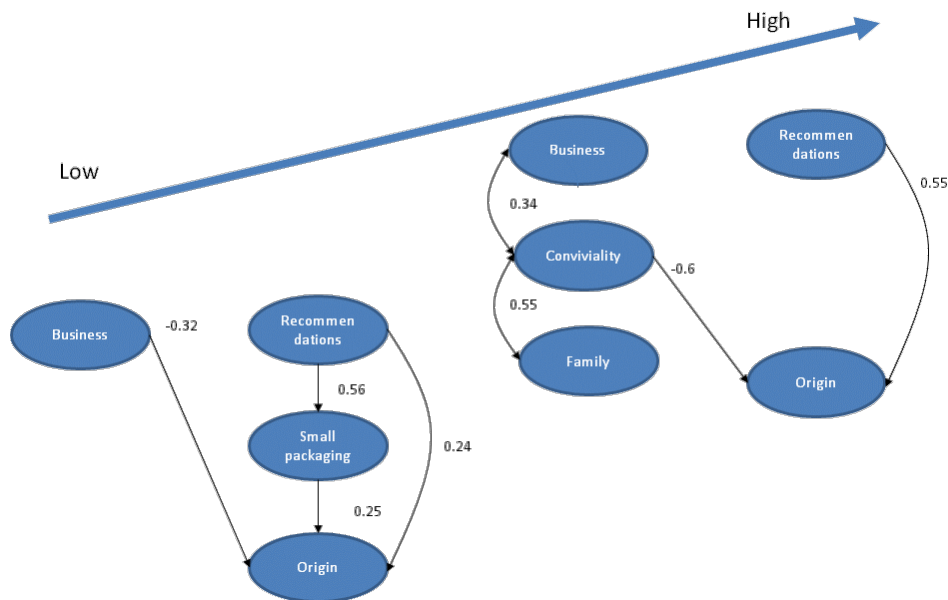 High
Low
Business
0.34
Conviviality
0.55
Family
-0.6
Recommen
dations
0.55
Origin
Business
-0.32
Recommen
dations
0.56
Small
packaging
0.24
0.25
Origin